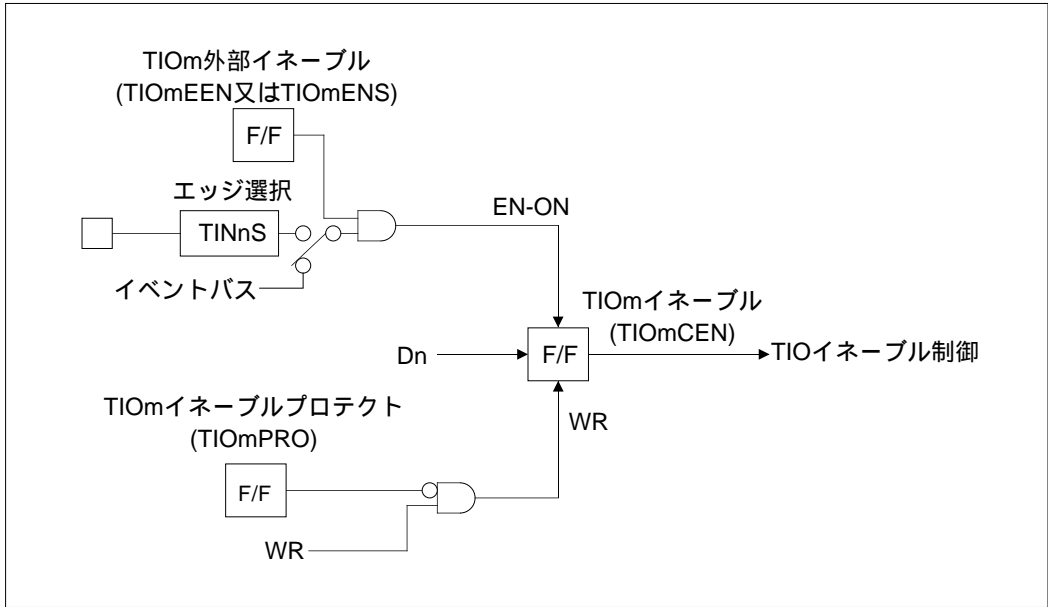 TIOm外部イネーブル
(TIOmEEN又はTIOmENS)
F/F
エッジ選択
TINnS
EN-ON
イベントバス
TIOmイネーブル
(TIOmCEN)
Dn
F/F
TIOイネーブル制御
TIOmイネーブルプロテクト
(TIOmPRO)
WR
F/F
WR